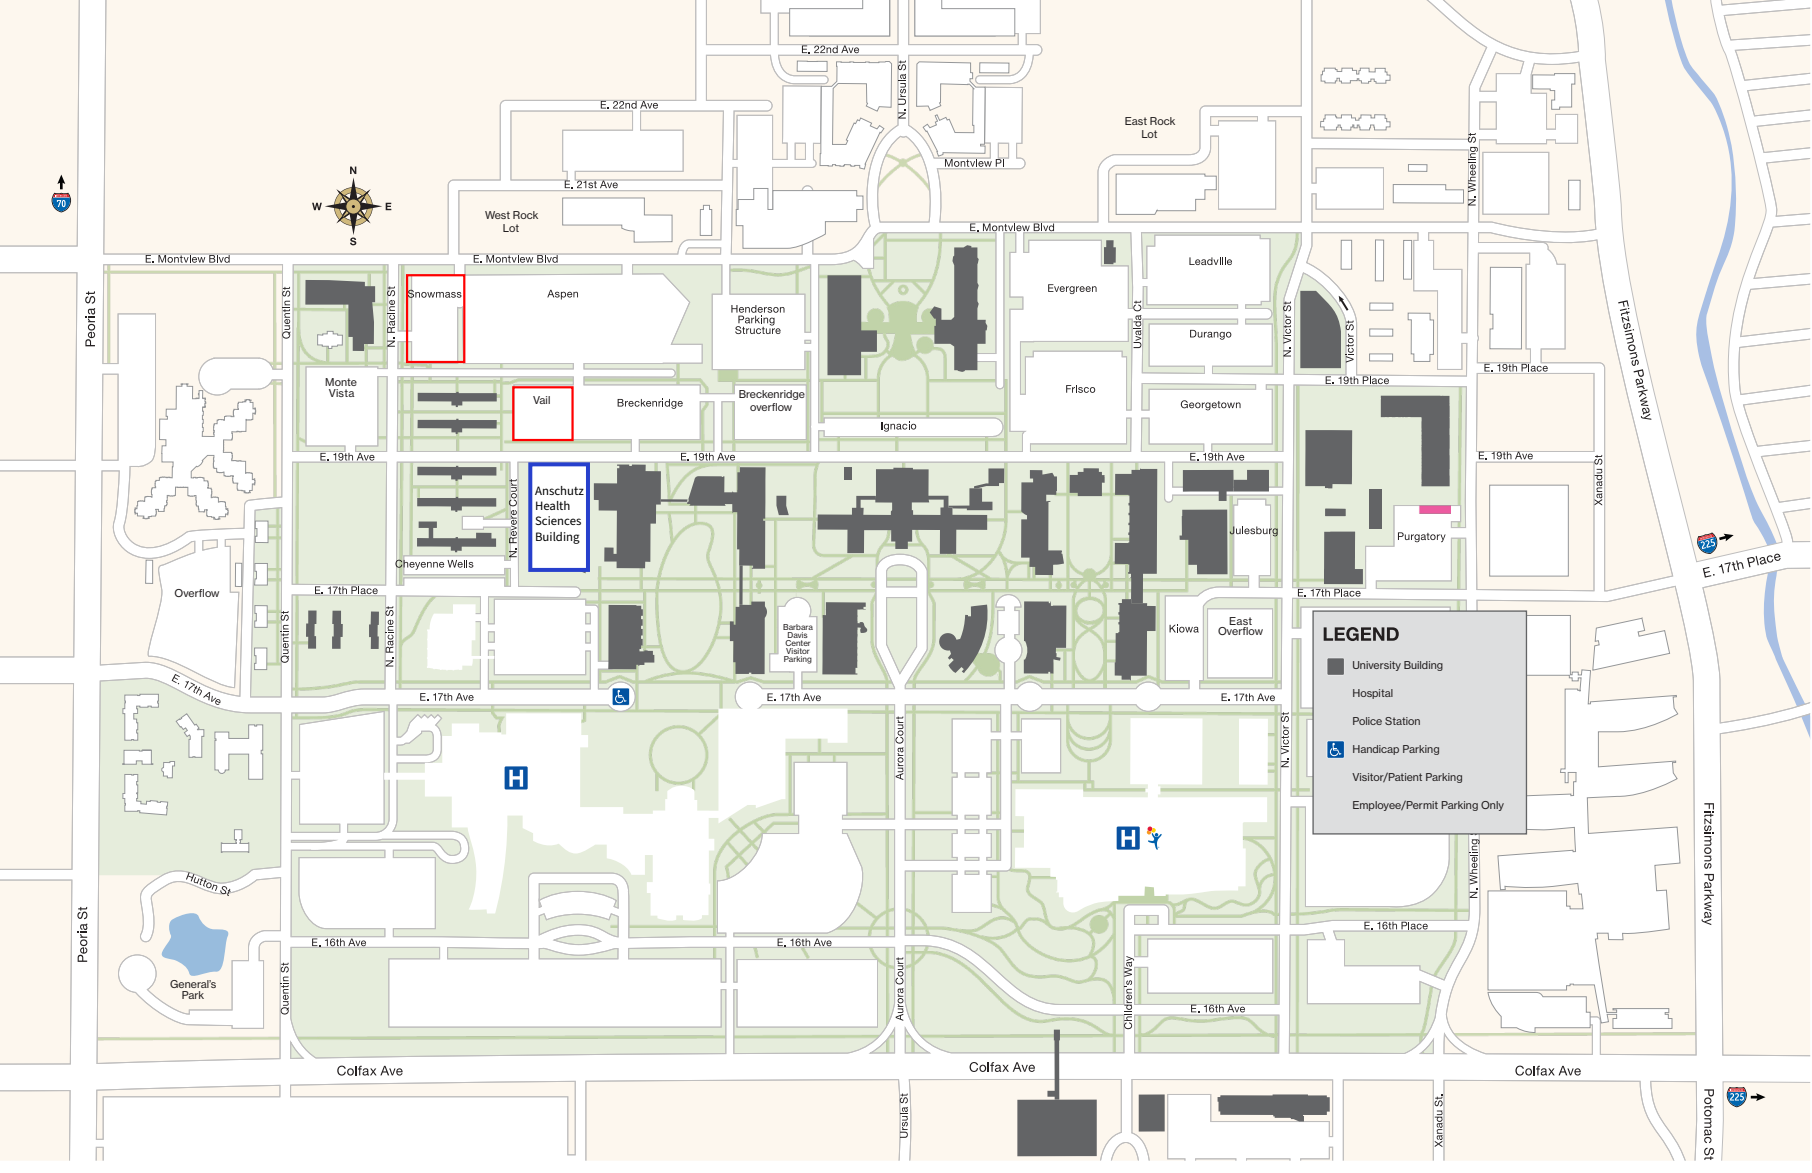 E. 22nd Ave
N. Ursula St
E. 22nd Ave
East Rock
Lot
N. Wheeling St
Montview Pl
N
W
E
S
70
E. 21st Ave
West Rock
Lot
E. Montview Blvd
E. Montview Blvd
E. Montview Blvd
Peoria St
Quentin St
N. Racine St
Snowmass
Aspen
Henderson
Parking
Structure
Evergreen
Leadville
Uvalda Ct
Durango
N. Victor St
Victor St
Fitzsimons Parkway
E. 19th Place
E. 19th Place
Monte
Vista
Vail
Breckenridge
Breckenridge
overflow
Frisco
Georgetown
Ignacio
E. 19th Ave
E. 19th Ave
E. 19th Ave
E. 19th Ave
Xanadu St
N. Revere Court
Anschutz
Health
Sciences
Building
Julesburg
Purgatory
225
E. 17th Place
Cheyenne Wells
Overflow
E. 17th Place
E. 17th Place
Quentin St
N. Racine St
Barbara
Davis
Center
Visitor
Parking
Kiowa
East
Overflow
LEGEND
University Building
Hospital
Police Station
Handicap Parking
Visitor/Patient Parking
Employee/Permit Parking Only
E. 17th Ave
E. 17th Ave
E. 17th Ave
E. 17th Ave
Aurora Court
N. Victor St
H
H
Fitzsimons Parkway
N. Wheeling S
Hutton St
Peoria St
E. 16th Ave
E. 16th Ave
E. 16th Place
General's
Park
Quentin St
Aurora Court
Children's Way
E. 16th Ave
Colfax Ave
Colfax Ave
Colfax Ave
Ursula St
Xanadu St.
Potomac St
225